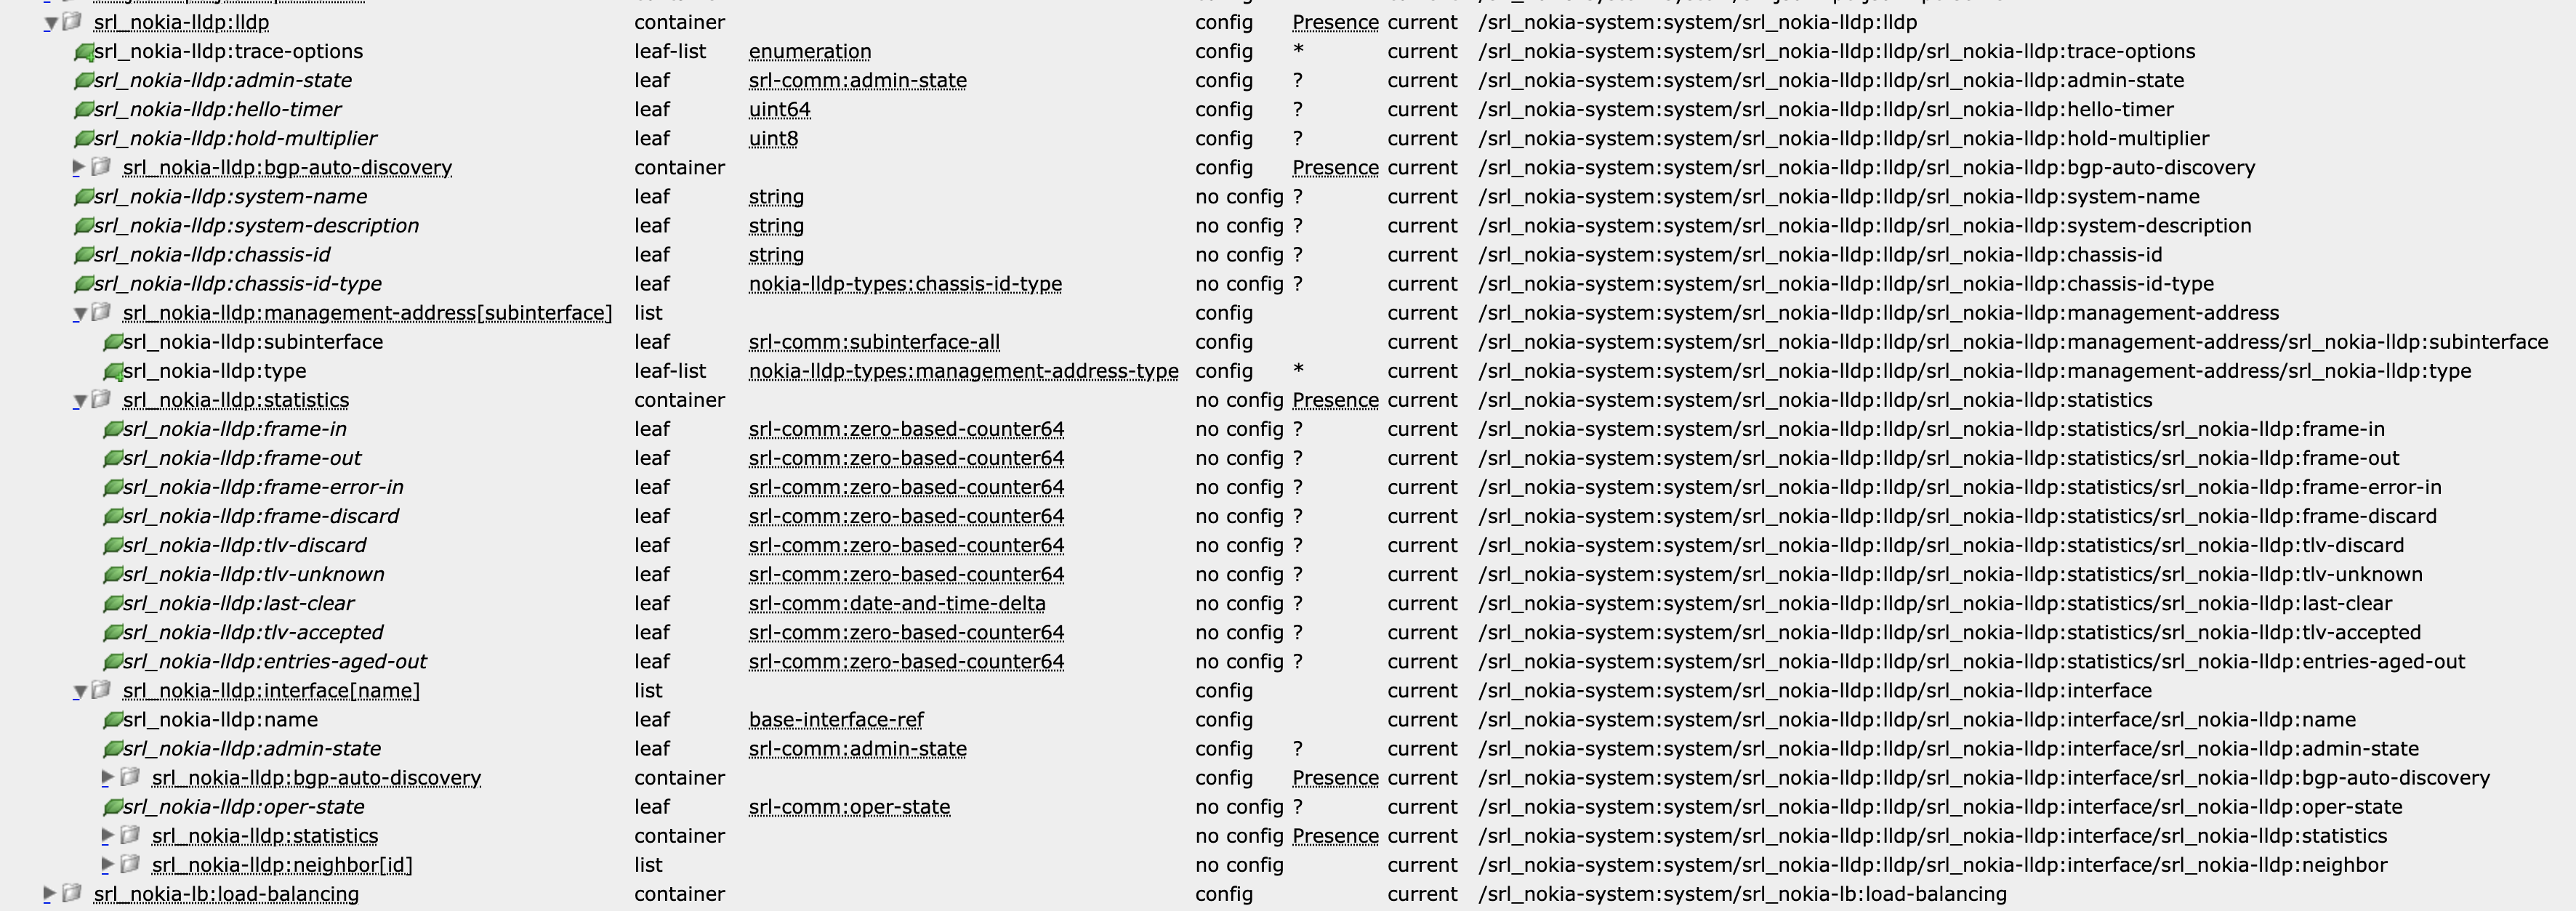 srl_nokia-lldp:lldp container config Presence current /srl_nokia-system:system/srl_nokia-lldp:lldp
srl_nokia-lldp:trace-options leaf-list enumeration config * current /srl_nokia-system:system/srl_nokia-lldp:lldp/srl_nokia-lldp:trace-options
srl_nokia-lldp:admin-state leaf srl-comm:admin-state config ? current /srl_nokia-system:system/srl_nokia-lldp:lldp/srl_nokia-lldp:admin-state
srl_nokia-lldp:hello-timer leaf uint64 config ? current /srl_nokia-system:system/srl_nokia-lldp:lldp/srl_nokia-lldp:hello-timer
srl_nokia-lldp:hold-multiplier leaf uint8 config ? current /srl_nokia-system:system/srl_nokia-lldp:lldp/srl_nokia-lldp:hold-multiplier
srl_nokia-lldp:bgp-auto-discovery container config Presence current /srl_nokia-system:system/srl_nokia-lldp:lldp/srl_nokia-lldp:bgp-auto-discovery
srl_nokia-lldp:system-name leaf string no config ? current /srl_nokia-system:system/srl_nokia-lldp:lldp/srl_nokia-lldp:system-name
srl_nokia-lldp:system-description leaf string no config ? current /srl_nokia-system:system/srl_nokia-lldp:lldp/srl_nokia-lldp:system-description
srl_nokia-lldp:chassis-id leaf string no config ? current /srl_nokia-system:system/srl_nokia-lldp:lldp/srl_nokia-lldp:chassis-id
srl_nokia-lldp:chassis-id-type leaf nokia-lldp-types:chassis-id-type no config ? current /srl_nokia-system:system/srl_nokia-lldp:lldp/srl_nokia-lldp:chassis-id-type
srl_nokia-lldp:management-address[subinterface] list config current /srl_nokia-system:system/srl_nokia-lldp:lldp/srl_nokia-lldp:management-address
srl_nokia-lldp:subinterface leaf srl-comm:subinterface-all config current /srl_nokia-system:system/srl_nokia-lldp:lldp/srl_nokia-lldp:management-address/srl_nokia-lldp:subinterface
srl_nokia-lldp:type leaf-list nokia-lldp-types:management-address-type config * current /srl_nokia-system:system/srl_nokia-lldp:lldp/srl_nokia-lldp:management-address/srl_nokia-lldp:type
srl_nokia-lldp:statistics container no config Presence current /srl_nokia-system:system/srl_nokia-lldp:lldp/srl_nokia-lldp:statistics
srl_nokia-lldp:frame-in leaf srl-comm:zero-based-counter64 no config ? current /srl_nokia-system:system/srl_nokia-lldp:lldp/srl_nokia-lldp:statistics/srl_nokia-lldp:frame-in
srl_nokia-lldp:frame-out leaf srl-comm:zero-based-counter64 no config ? current /srl_nokia-system:system/srl_nokia-lldp:lldp/srl_nokia-lldp:statistics/srl_nokia-lldp:frame-out
srl_nokia-lldp:frame-error-in leaf srl-comm:zero-based-counter64 no config ? current /srl_nokia-system:system/srl_nokia-lldp:lldp/srl_nokia-lldp:statistics/srl_nokia-lldp:frame-error-in
srl_nokia-lldp:frame-discard leaf srl-comm:zero-based-counter64 no config ? current /srl_nokia-system:system/srl_nokia-lldp:lldp/srl_nokia-lldp:statistics/srl_nokia-lldp:frame-discard
srl_nokia-lldp:tlv-discard leaf srl-comm:zero-based-counter64 no config ? current /srl_nokia-system:system/srl_nokia-lldp:lldp/srl_nokia-lldp:statistics/srl_nokia-lldp:tlv-discard
srl_nokia-lldp:tlv-unknown leaf srl-comm:zero-based-counter64 no config ? current /srl_nokia-system:system/srl_nokia-lldp:lldp/srl_nokia-lldp:statistics/srl_nokia-lldp:tlv-unknown
srl_nokia-lldp:last-clear leaf srl-comm:date-and-time-delta no config ? current /srl_nokia-system:system/srl_nokia-lldp:lldp/srl_nokia-lldp:statistics/srl_nokia-lldp:last-clear
srl_nokia-lldp:tlv-accepted leaf srl-comm:zero-based-counter64 no config ? current /srl_nokia-system:system/srl_nokia-lldp:lldp/srl_nokia-lldp:statistics/srl_nokia-lldp:tlv-accepted
srl_nokia-lldp:entries-aged-out leaf srl-comm:zero-based-counter64 no config ? current /srl_nokia-system:system/srl_nokia-lldp:lldp/srl_nokia-lldp:statistics/srl_nokia-lldp:entries-aged-out
srl_nokia-lldp:interface[name] list config current /srl_nokia-system:system/srl_nokia-lldp:lldp/srl_nokia-lldp:interface
srl_nokia-lldp:name leaf base-interface-ref config current /srl_nokia-system:system/srl_nokia-lldp:lldp/srl_nokia-lldp:interface/srl_nokia-lldp:name
srl_nokia-lldp:admin-state leaf srl-comm:admin-state config ? current /srl_nokia-system:system/srl_nokia-lldp:lldp/srl_nokia-lldp:interface/srl_nokia-lldp:admin-state
srl_nokia-lldp:bgp-auto-discovery container config Presence current /srl_nokia-system:system/srl_nokia-lldp:lldp/srl_nokia-lldp:interface/srl_nokia-lldp:bgp-auto-discovery
srl_nokia-lldp:oper-state leaf srl-comm:oper-state no config ? current /srl_nokia-system:system/srl_nokia-lldp:lldp/srl_nokia-lldp:interface/srl_nokia-lldp:oper-state
srl_nokia-lldp:statistics container no config Presence current /srl_nokia-system:system/srl_nokia-lldp:lldp/srl_nokia-lldp:interface/srl_nokia-lldp:statistics
srl_nokia-lldp:neighbor[id] list no config current /srl_nokia-system:system/srl_nokia-lldp:lldp/srl_nokia-lldp:interface/srl_nokia-lldp:neighbor
srl_nokia-lb:load-balancing container config current /srl_nokia-system:system/srl_nokia-lb:load-balancing